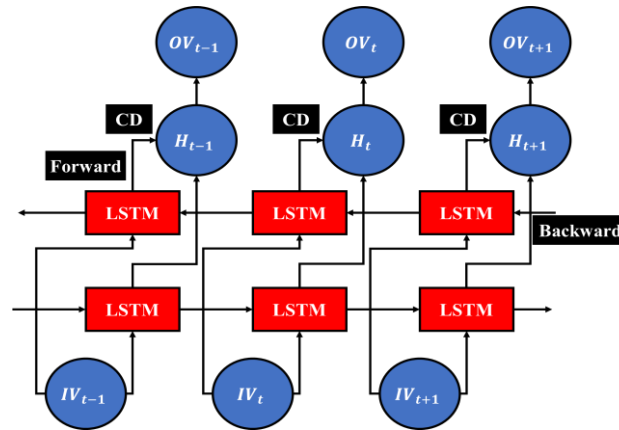 OV_{t-1} OV_t OV_{t+1}
CD CD CD
H_{t-1} H_t H_{t+1}
Forward
LSTM LSTM LSTM
Backward
LSTM LSTM LSTM
IV_{t-1} IV_t IV_{t+1}